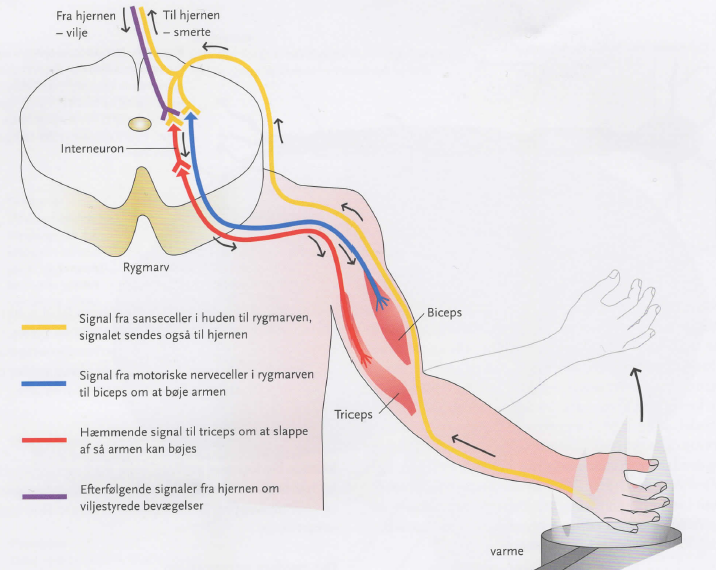 Fra hjernen
– vilje
Til hjernen
– smerte
Interneuron
Rygmarv
Biceps
Triceps
Signal fra sanseceller i huden til rygmarven,
signalet sendes også til hjernen
Signal fra motoriske nerveceller i rygmarven
til biceps om at bøje armen
Hæmmende signal til triceps om at slappe
af så armen kan bøjes
Efterfølgende signaler fra hjernen om
viljestyrede bevægelser
varme